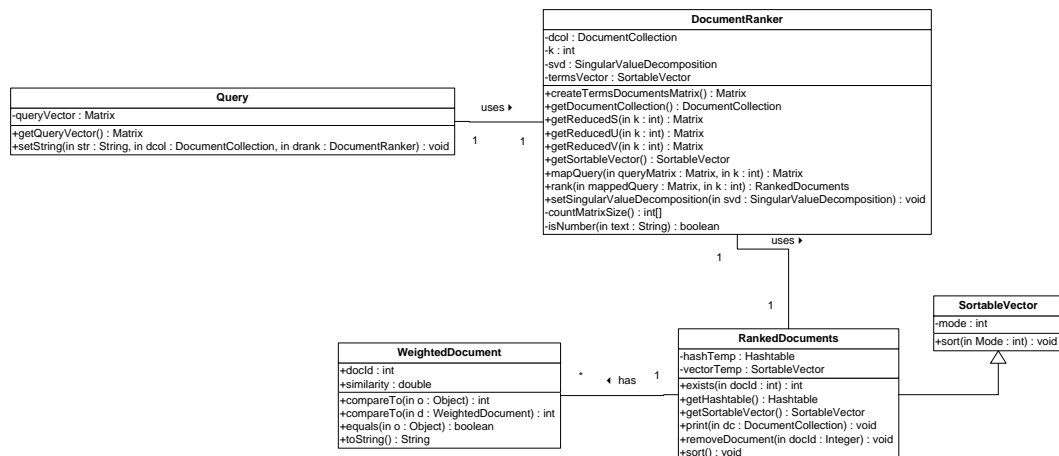 DocumentRanker
-dcol : DocumentCollection
-k : int
-svd : SingularValueDecomposition
-termsVector : SortableVector
+createTermsDocumentsMatrix() : Matrix
+getDocumentCollection() : DocumentCollection
+getReducedS(in k : int) : Matrix
+getReducedU(in k : int) : Matrix
+getReducedV(in k : int) : Matrix
+getSortableVector() : SortableVector
+mapQuery(in queryMatrix : Matrix, in k : int) : Matrix
+rank(in mappedQuery : Matrix, in k : int) : RankedDocuments
+setSingularValueDecomposition(in svd : SingularValueDecomposition) : void
-countMatrixSize() : int[]
-isNumber(in text : String) : boolean
Query
-queryVector : Matrix
+getQueryVector() : Matrix
+setString(in str : String, in dcol : DocumentCollection, in drank : DocumentRanker) : void
uses
1
1
uses
1
1
SortableVector
-mode : int
+sort(in Mode : int) : void
RankedDocuments
-hashTemp : Hashtable
-vectorTemp : SortableVector
+exists(in docId : int) : int
+getHashtable() : Hashtable
+getSortableVector() : SortableVector
+print(in dc : DocumentCollection) : void
+removeDocument(in docId : Integer) : void
+sort() : void
WeightedDocument
+docId : int
+similarity : double
+compareTo(in o : Object) : int
+compareTo(in d : WeightedDocument) : int
+equals(in o : Object) : boolean
+toString() : String
*
has
1